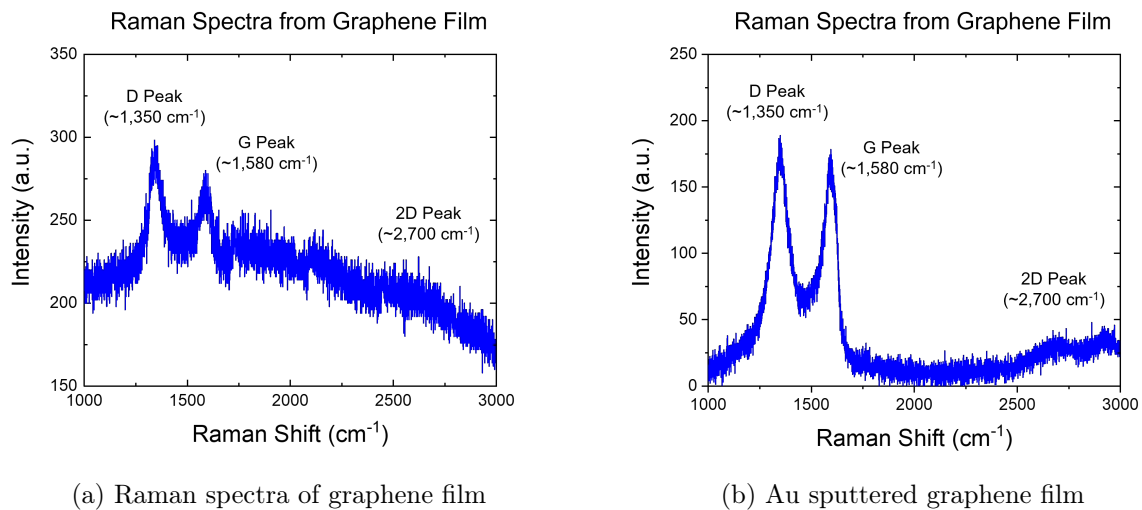 Raman Spectra from Graphene Film
350
300
250
200
150
Intensity (a.u.)
D Peak
(~1,350 cm⁻¹)
G Peak
(~1,580 cm⁻¹)
2D Peak
(~2,700 cm⁻¹)
1000 1500 2000 2500 3000
Raman Shift (cm⁻¹)
(a) Raman spectra of graphene film
Raman Spectra from Graphene Film
250
200
150
100
50
0
Intensity (a.u.)
D Peak
(~1,350 cm⁻¹)
G Peak
(~1,580 cm⁻¹)
2D Peak
(~2,700 cm⁻¹)
1000 1500 2000 2500 3000
Raman Shift (cm⁻¹)
(b) Au sputtered graphene film